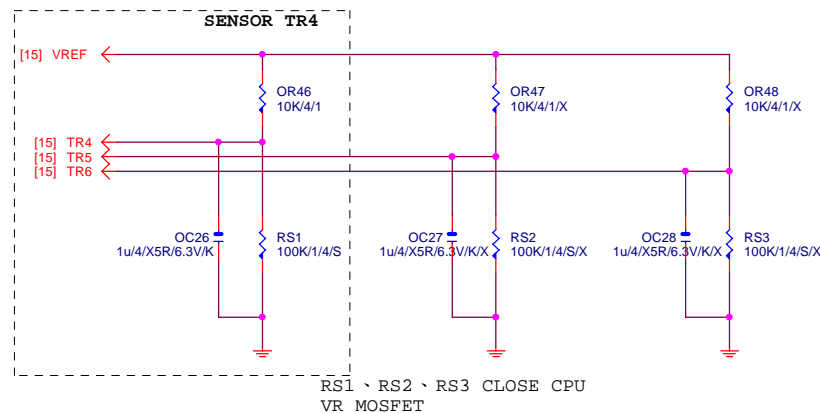 SENSOR TR4
[15] VREF
OR46
10K/4/1
OR47
10K/4/1/X
OR48
10K/4/1/X
[15] TR4
[15] TR5
[15] TR6
OC26
1u/4/X5R/6.3V/K
RS1
100K/1/4/S
OC27
1u/4/X5R/6.3V/K/X
RS2
100K/1/4/S/X
OC28
1u/4/X5R/6.3V/K/X
RS3
100K/1/4/S/X
RS1、RS2、RS3 CLOSE CPU
VR MOSFET